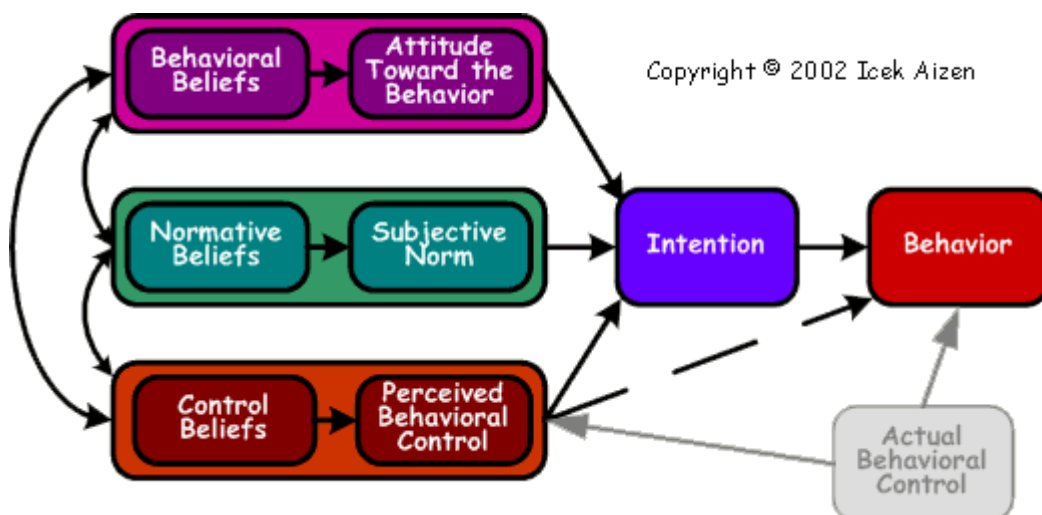 Behavioral
Beliefs
Attitude
Toward the
Behavior
Copyright © 2002 Icek Aizen
Normative
Beliefs
Subjective
Norm
Intention
Behavior
Control
Beliefs
Perceived
Behavioral
Control
Actual
Behavioral
Control